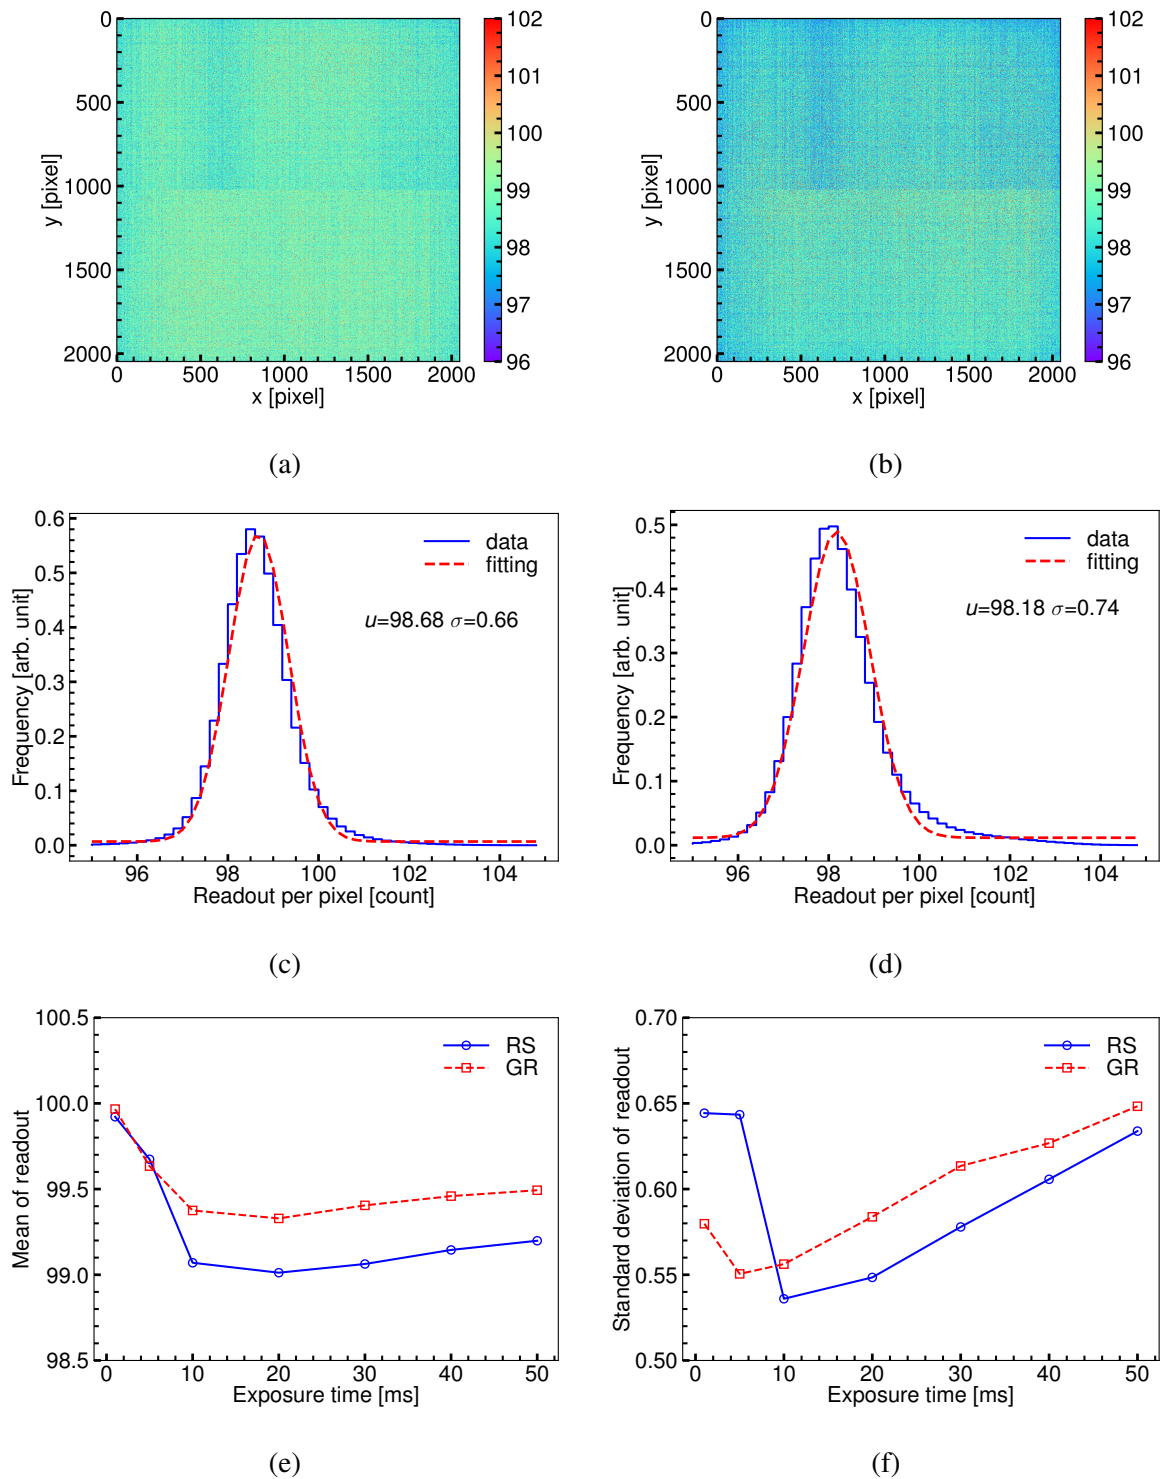 0
500
1000
1500
2000
y [pixel]
0 500 1000 1500 2000
x [pixel]
102
101
100
99
98
97
96
(a)
0
500
1000
1500
2000
y [pixel]
0 500 1000 1500 2000
x [pixel]
102
101
100
99
98
97
96
(b)
0.6
0.5
0.4
0.3
0.2
0.1
0.0
Frequency [arb. unit]
data
fitting
u=98.68 σ=0.66
96 98 100 102 104
Readout per pixel [count]
(c)
0.5
0.4
0.3
0.2
0.1
0.0
Frequency [arb. unit]
data
fitting
u=98.18 σ=0.74
96 98 100 102 104
Readout per pixel [count]
(d)
100.5
100.0
99.5
99.0
98.5
Mean of readout
RS
GR
0 10 20 30 40 50
Exposure time [ms]
(e)
0.70
0.65
0.60
0.55
0.50
Standard deviation of readout
RS
GR
0 10 20 30 40 50
Exposure time [ms]
(f)